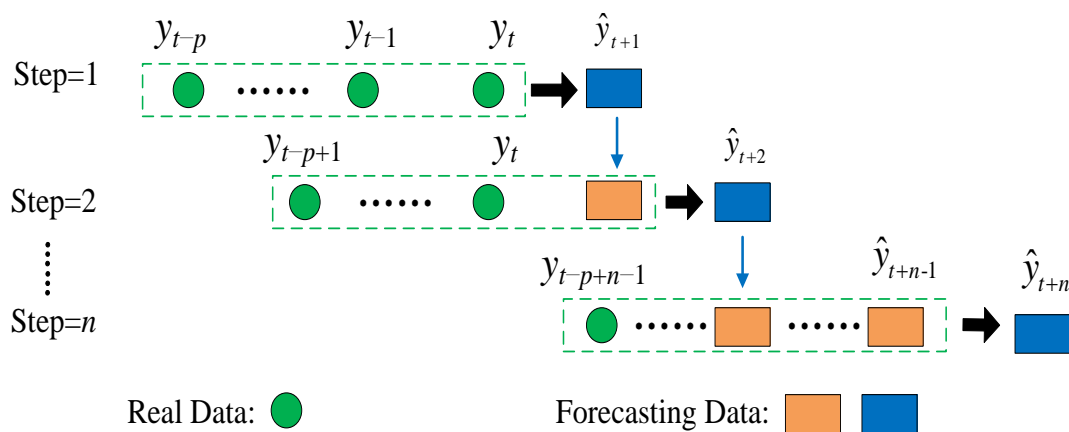 y_{t-p} y_{t-1} y_t ŷ_{t+1}
Step=1
y_{t-p+1} y_t ŷ_{t+2}
Step=2
y_{t-p+n-1} ŷ_{t+n-1} ŷ_{t+n}
Step=n
Real Data: Forecasting Data: